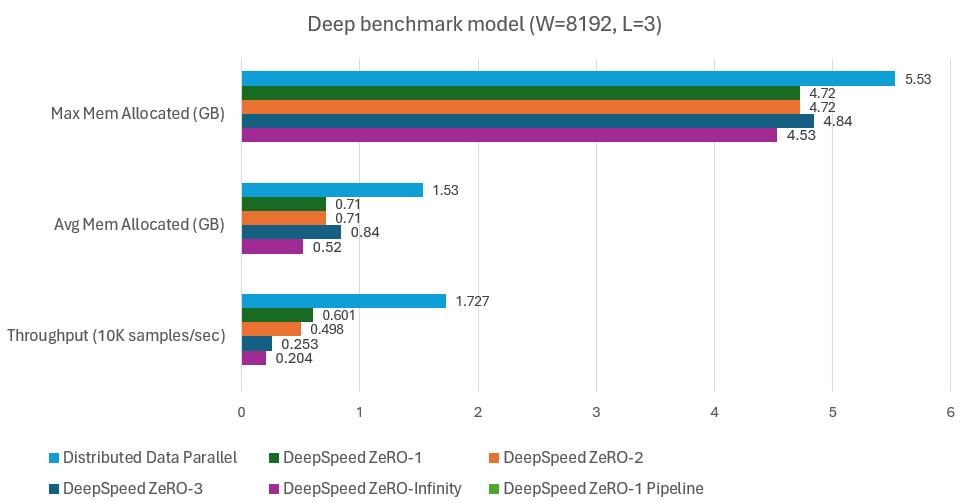 Deep benchmark model (W=8192, L=3)
Max Mem Allocated (GB)
5.53
4.72
4.72
4.84
4.53
Avg Mem Allocated (GB)
1.53
0.71
0.71
0.84
0.52
Throughput (10K samples/sec)
1.727
0.601
0.498
0.253
0.204
0 1 2 3 4 5 6
Distributed Data Parallel DeepSpeed ZeRO-1 DeepSpeed ZeRO-2
DeepSpeed ZeRO-3 DeepSpeed ZeRO-Infinity DeepSpeed ZeRO-1 Pipeline